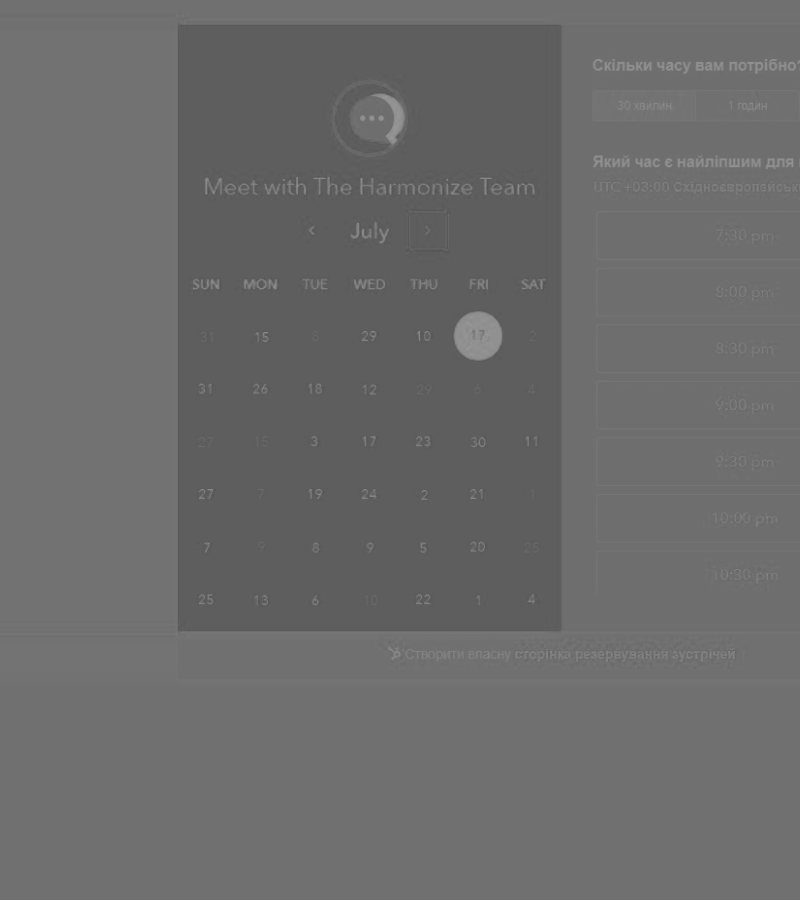 Meet with The Harmonize Team
July
SUN MON TUE WED THU FRI SAT
31 15 8 29 10 17 2
31 26 18 12 29 6 4
27 15 3 17 23 30 11
27 7 19 24 2 21 1
7 9 8 9 5 20 25
25 13 6 10 22 1 4
Скільки часу вам потрібно?
30 хвилин 1 годин
Який час є найліпшим для
UTC +03:00 Східноєвропейськ
7:30 pm
8:00 pm
8:30 pm
9:00 pm
9:30 pm
10:00 pm
10:30 pm
Створити власну сторінка резервування зустрічей